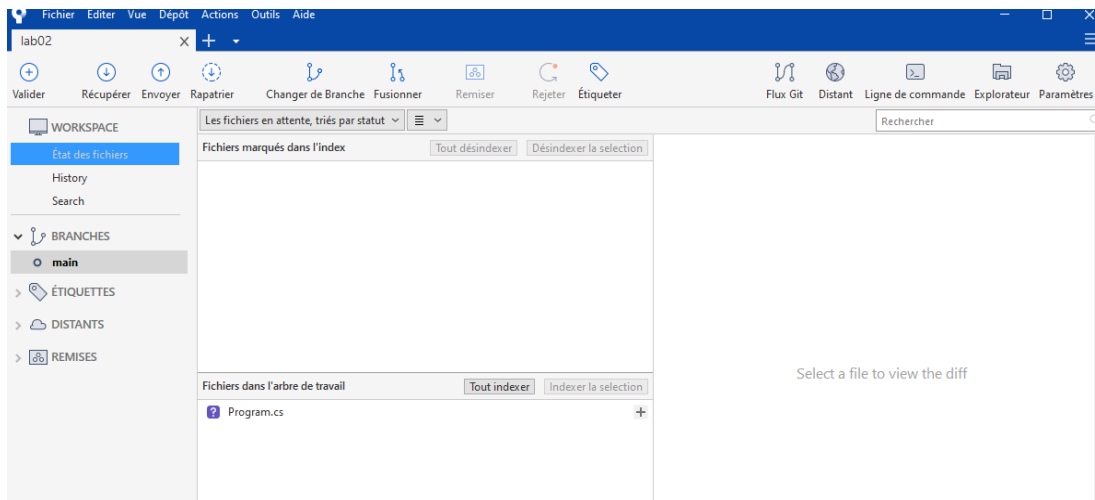 Fichier Editer Vue Dépôt Actions Outils Aide
lab02
Valider Récupérer Envoyer Rapatrier Changer de Branche Fusionner Remiser Rejeter Étiqueter Flux Git Distant Ligne de commande Explorateur Paramètres
WORKSPACE
État des fichiers
History
Search
BRANCHES
main
ÉTIQUETTES
DISTANTS
REMISES
Les fichiers en attente, triés par statut
Rechercher
Fichiers marqués dans l'index Tout désindexer Désindexer la selection
Fichiers dans l'arbre de travail Tout indexer Indexer la selection
Program.cs
Select a file to view the diff